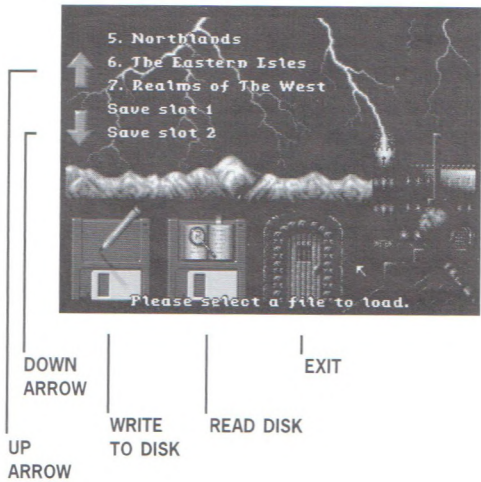 5. Northlands
6. The Eastern Isles
7. Realms of The West
Save slot 1
Save slot 2
Please select a file to load.
DOWN
ARROW
EXIT
WRITE
TO DISK
READ DISK
UP
ARROW